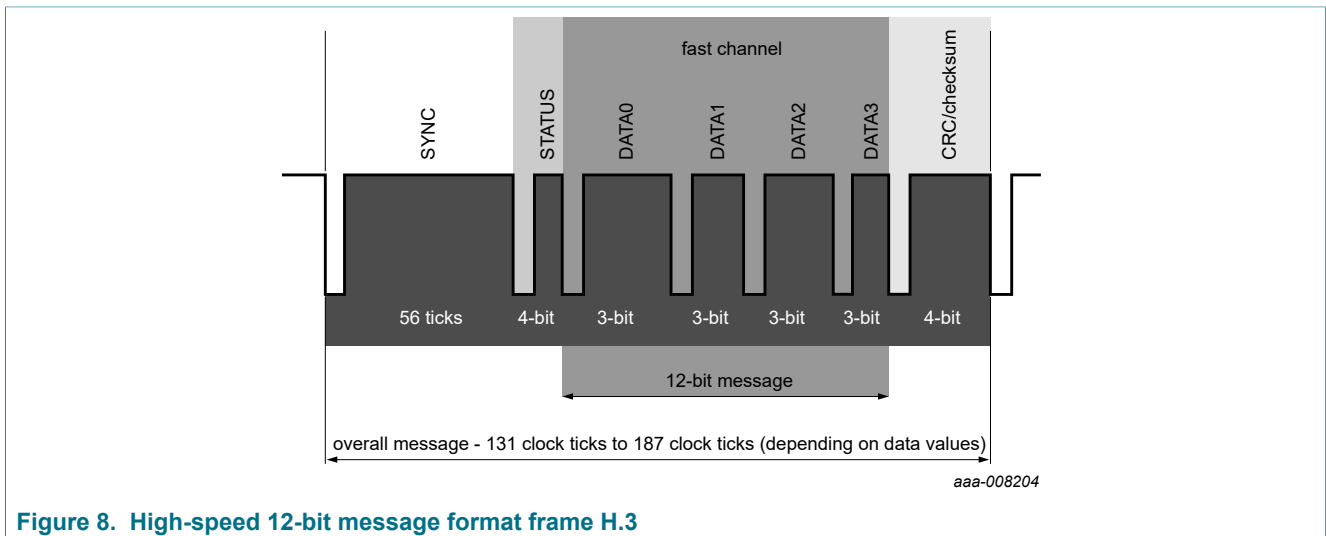 fast channel
SYNC
STATUS
DATA0
DATA1
DATA2
DATA3
CRC/checksum
56 ticks
4-bit
3-bit
3-bit
3-bit
3-bit
4-bit
12-bit message
overall message - 131 clock ticks to 187 clock ticks (depending on data values)
aaa-008204
Figure 8. High-speed 12-bit message format frame H.3